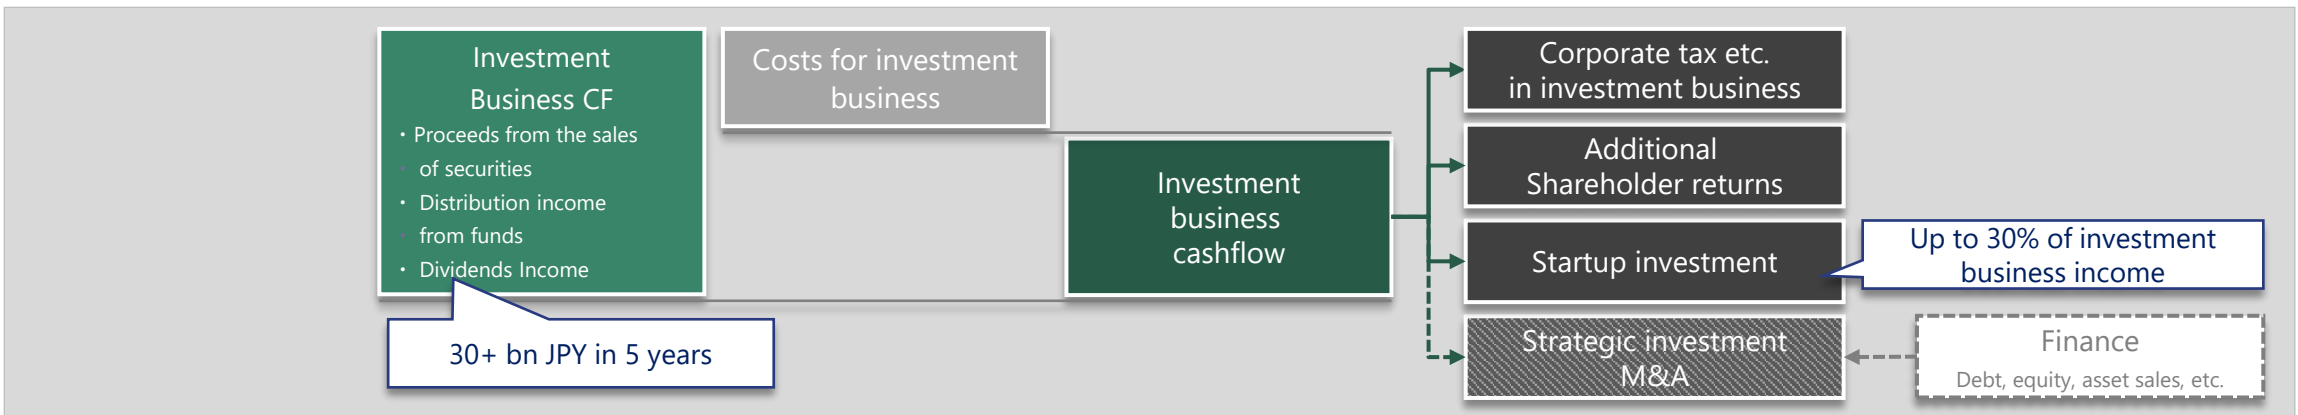 Investment
Business CF
・Proceeds from the sales
・ of securities
・ Distribution income
・ from funds
・ Dividends Income
30+ bn JPY in 5 years
Costs for investment
business
Investment
business
cashflow
Corporate tax etc.
in investment business
Additional
Shareholder returns
Startup investment
Up to 30% of investment
business income
Strategic investment
M&A
Finance
Debt, equity, asset sales, etc.